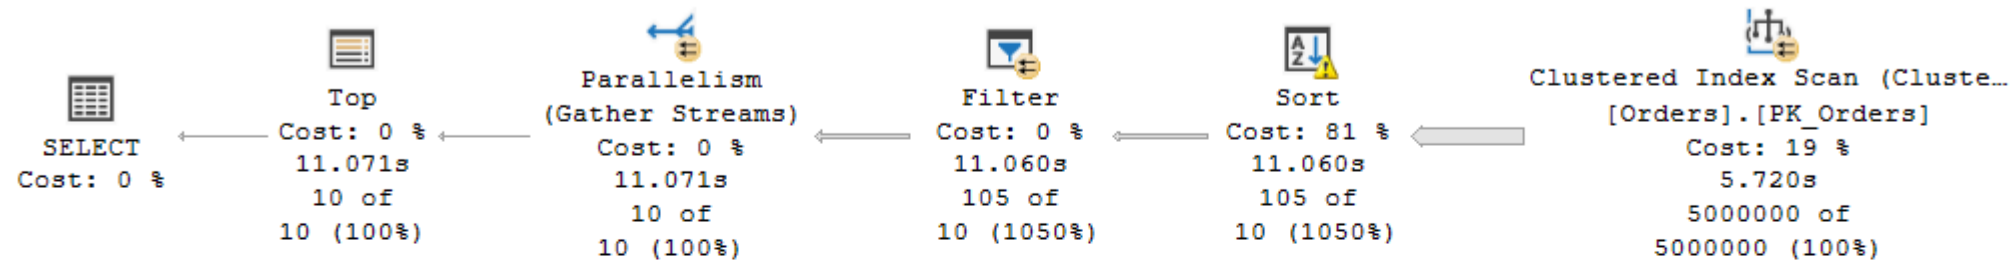 SELECT
Cost: 0 %
Top
Cost: 0 %
11.071s
10 of
10 (100%)
Parallelism
(Gather Streams)
Cost: 0 %
11.071s
10 of
10 (100%)
Filter
Cost: 0 %
11.060s
105 of
10 (1050%)
A
Z
Sort
Cost: 81 %
11.060s
105 of
10 (1050%)
Clustered Index Scan (Cluste…
[Orders].[PK_Orders]
Cost: 19 %
5.720s
5000000 of
5000000 (100%)